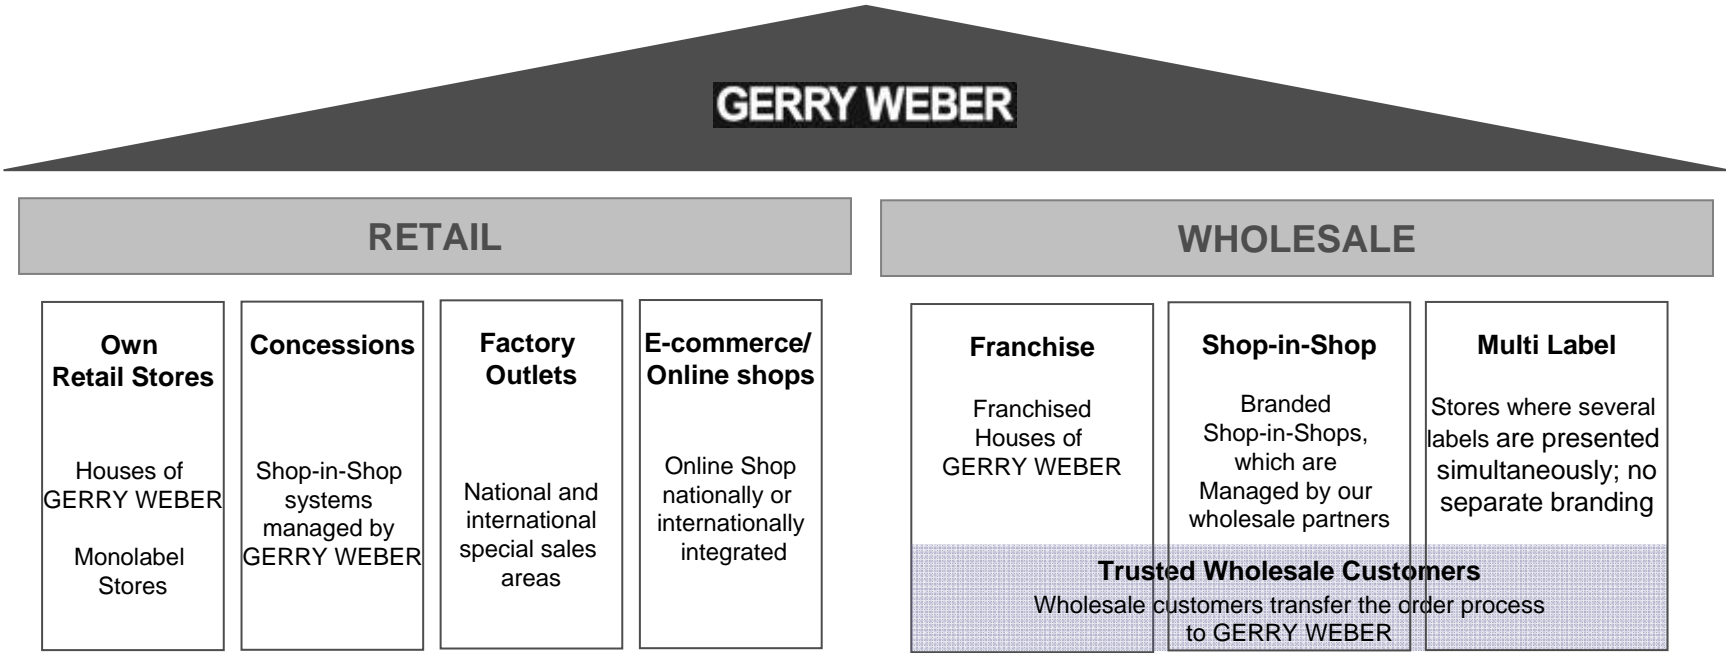 GERRY WEBER
RETAIL
WHOLESALE
Own
Retail Stores
Houses of
GERRY WEBER
Monolabel
Stores
Concessions
Shop-in-Shop
systems
managed by
GERRY WEBER
Factory
Outlets
National and
international
special sales
areas
E-commerce/
Online shops
Online Shop
nationally or
internationally
integrated
Franchise
Franchised
Houses of
GERRY WEBER
Shop-in-Shop
Branded
Shop-in-Shops,
which are
Managed by our
wholesale partners
Multi Label
Stores where several
labels are presented
simultaneously; no
separate branding
Trusted Wholesale Customers
Wholesale customers transfer the order process
to GERRY WEBER